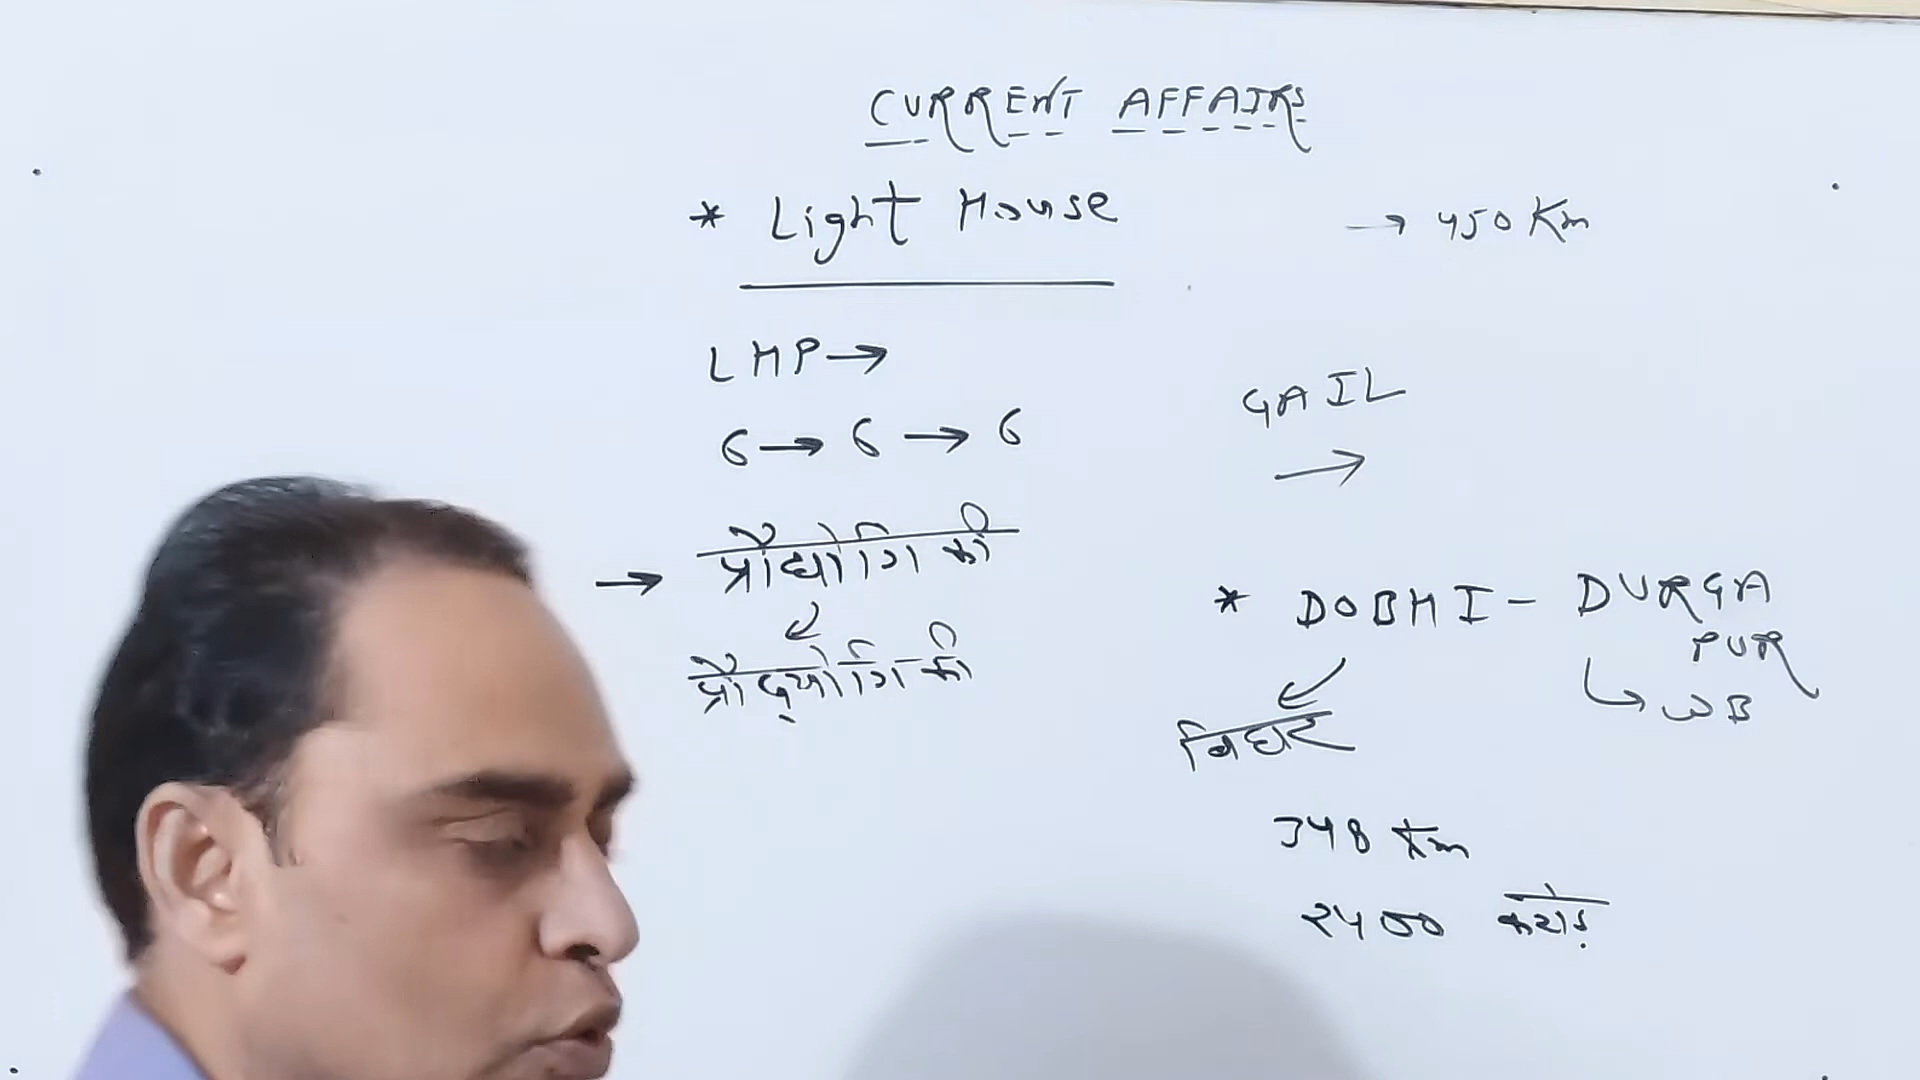 CURRENT AFFAIRS
* Light House
LHP→
6→ 6 → 6
→ प्रौद्योगिकी
प्रौद्योगिकी
→ 450 Km
GAIL
→
* DOBHI - DURGA
PUR
↳ WB
बिहार
348 Km
2400 करोड़